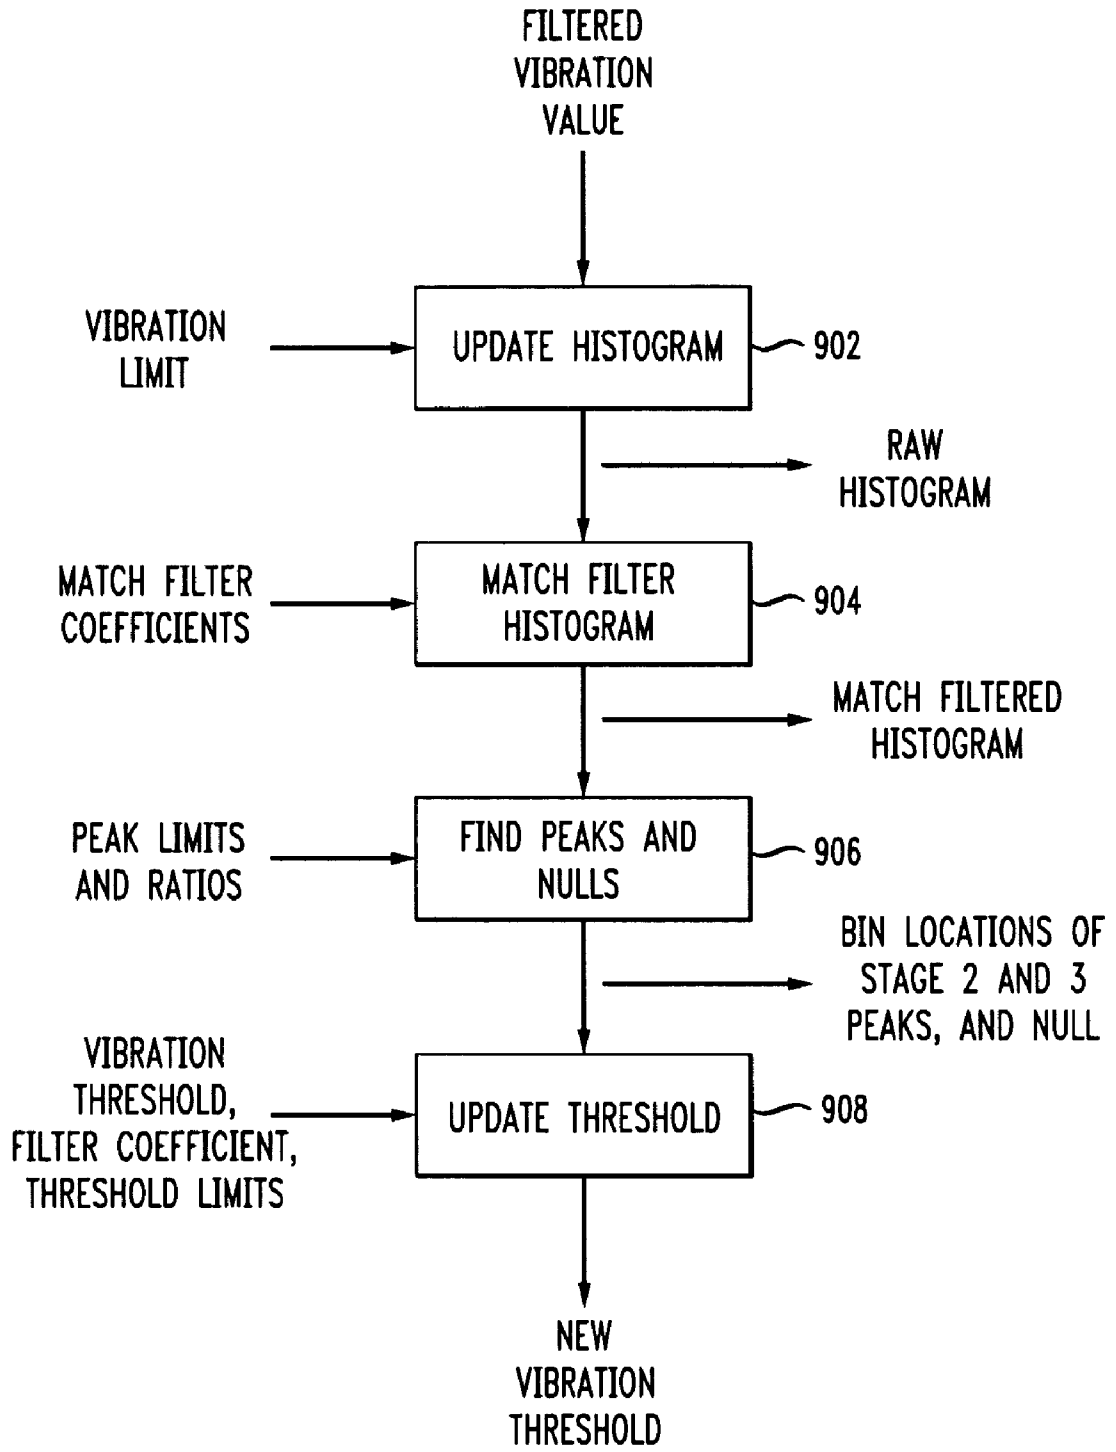 FILTERED
VIBRATION
VALUE
VIBRATION
LIMIT
UPDATE HISTOGRAM
902
RAW
HISTOGRAM
MATCH FILTER
COEFFICIENTS
MATCH FILTER
HISTOGRAM
904
MATCH FILTERED
HISTOGRAM
PEAK LIMITS
AND RATIOS
FIND PEAKS AND
NULLS
906
BIN LOCATIONS OF
STAGE 2 AND 3
PEAKS, AND NULL
VIBRATION
THRESHOLD,
FILTER COEFFICIENT,
THRESHOLD LIMITS
UPDATE THRESHOLD
908
NEW
VIBRATION
THRESHOLD